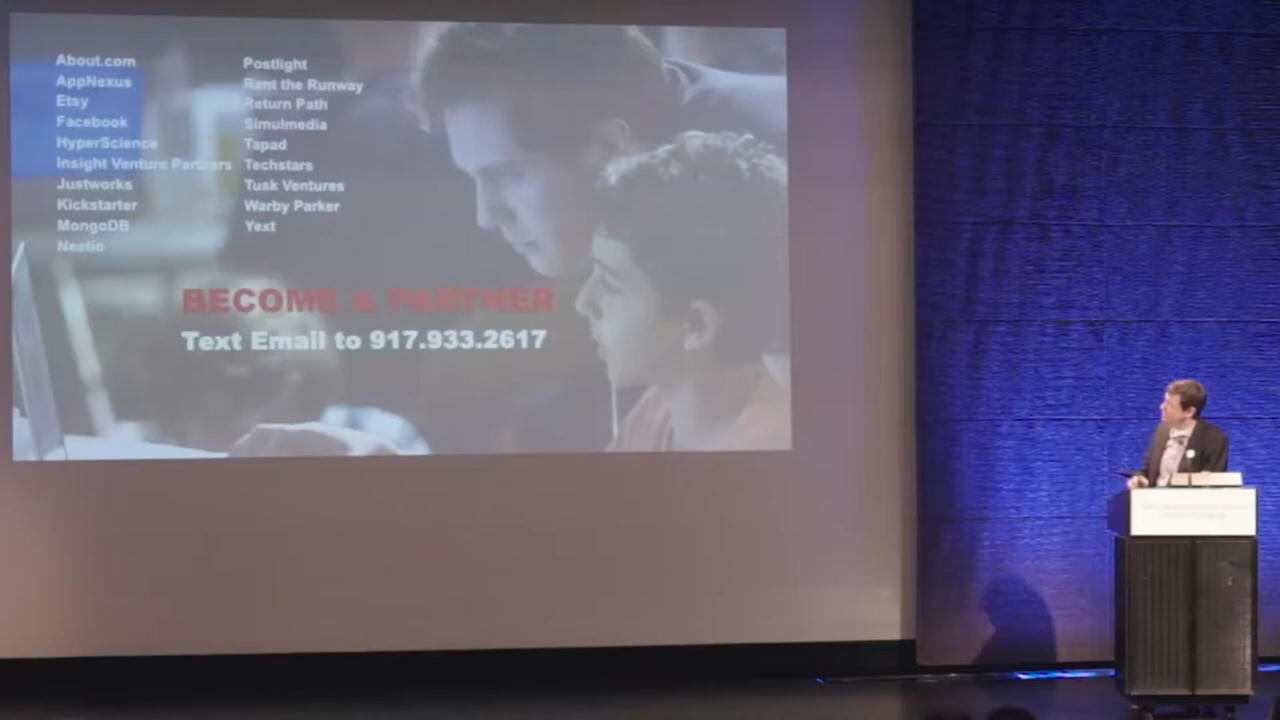 About.com
AppNexus
Etsy
Facebook
HyperScience
Insight Venture Partners
Justworks
Kickstarter
MongoDB
Nestio
Postlight
Rent the Runway
Return Path
Simulmedia
Tapad
Techstars
Tusk Ventures
Warby Parker
Yext
BECOME A PARTNER
Text Email to 917.933.2617